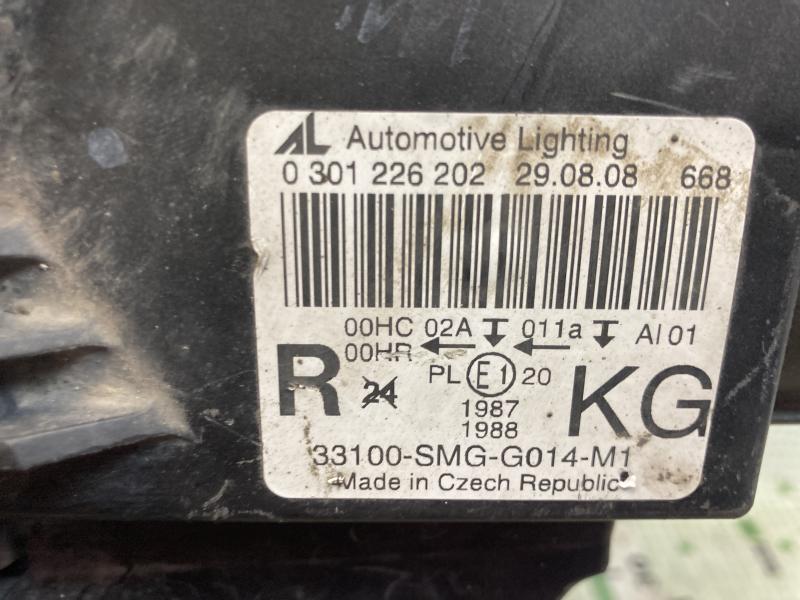 AL Automotive Lighting
0 301 226 202 29.08.08 668
00HC 02A 011a AI 01
00HR
R 24 PL E1 20 KG
1987
1988
33100-SMG-G014-M1
Made in Czech Republic